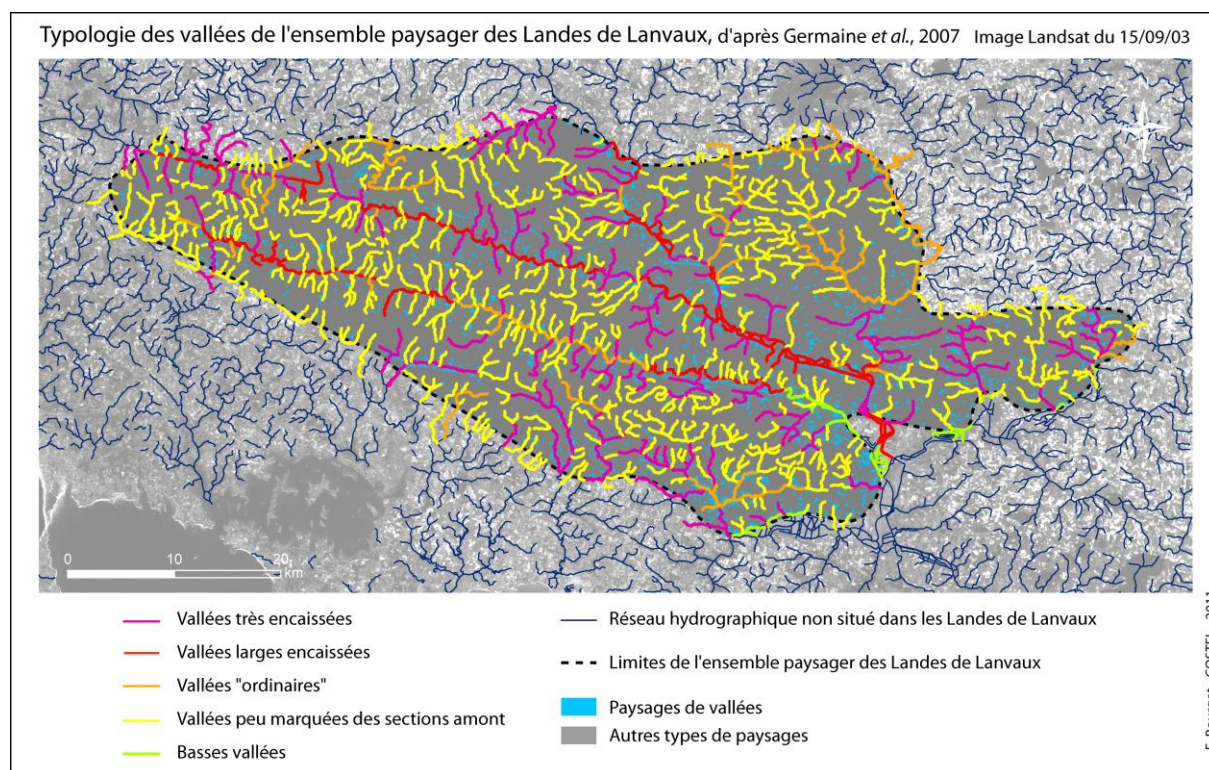 Typologie des vallées de l'ensemble paysager des Landes de Lanvaux, d'après Germaine et al., 2007 Image Landsat du 15/09/03
0 10 20
km
Vallées très encaissées
Vallées larges encaissées
Vallées "ordinaires"
Vallées peu marquées des sections amont
Basses vallées
Réseau hydrographique non situé dans les Landes de Lanvaux
Limites de l'ensemble paysager des Landes de Lanvaux
Paysages de vallées
Autres types de paysages